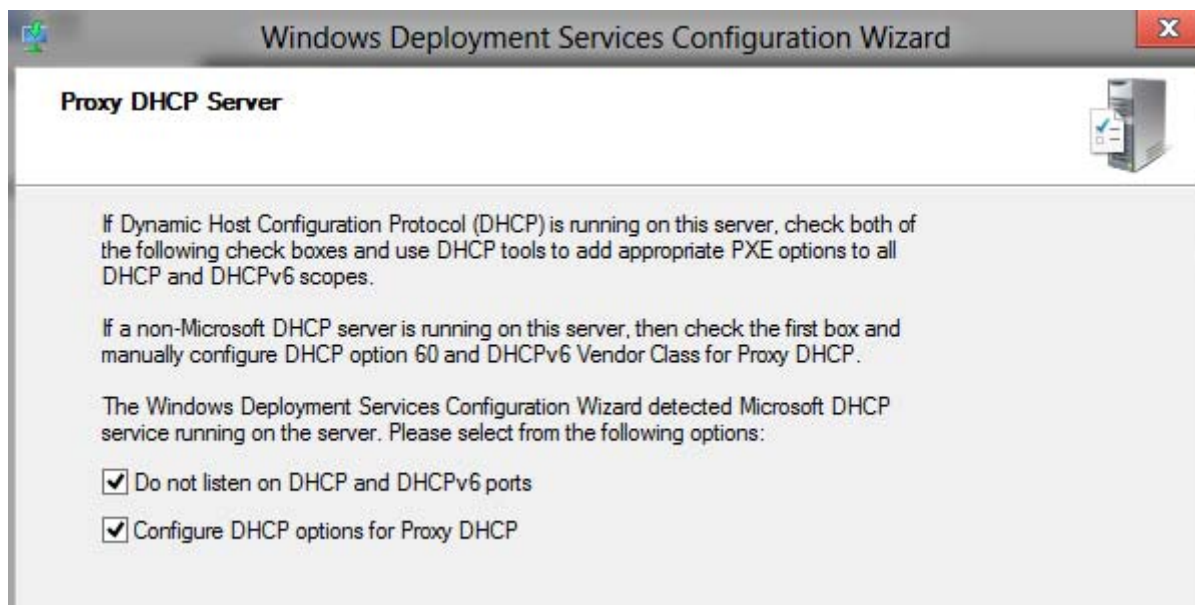 Windows Deployment Services Configuration Wizard
Proxy DHCP Server
If Dynamic Host Configuration Protocol (DHCP) is running on this server, check both of
the following check boxes and use DHCP tools to add appropriate PXE options to all
DHCP and DHCPv6 scopes.
If a non-Microsoft DHCP server is running on this server, then check the first box and
manually configure DHCP option 60 and DHCPv6 Vendor Class for Proxy DHCP.
The Windows Deployment Services Configuration Wizard detected Microsoft DHCP
service running on the server. Please select from the following options:
Do not listen on DHCP and DHCPv6 ports
Configure DHCP options for Proxy DHCP